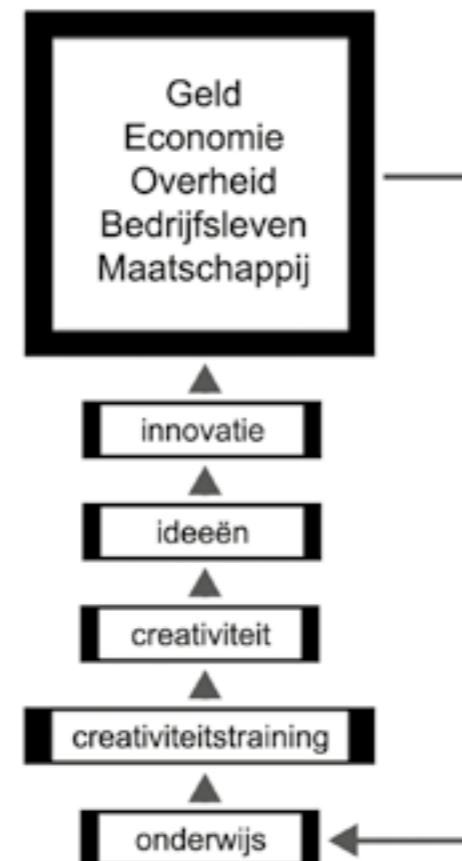 Geld
Economie
Overheid
Bedrijfsleven
Maatschappij
innovatie
ideeën
creativiteit
creativiteitstraining
onderwijs